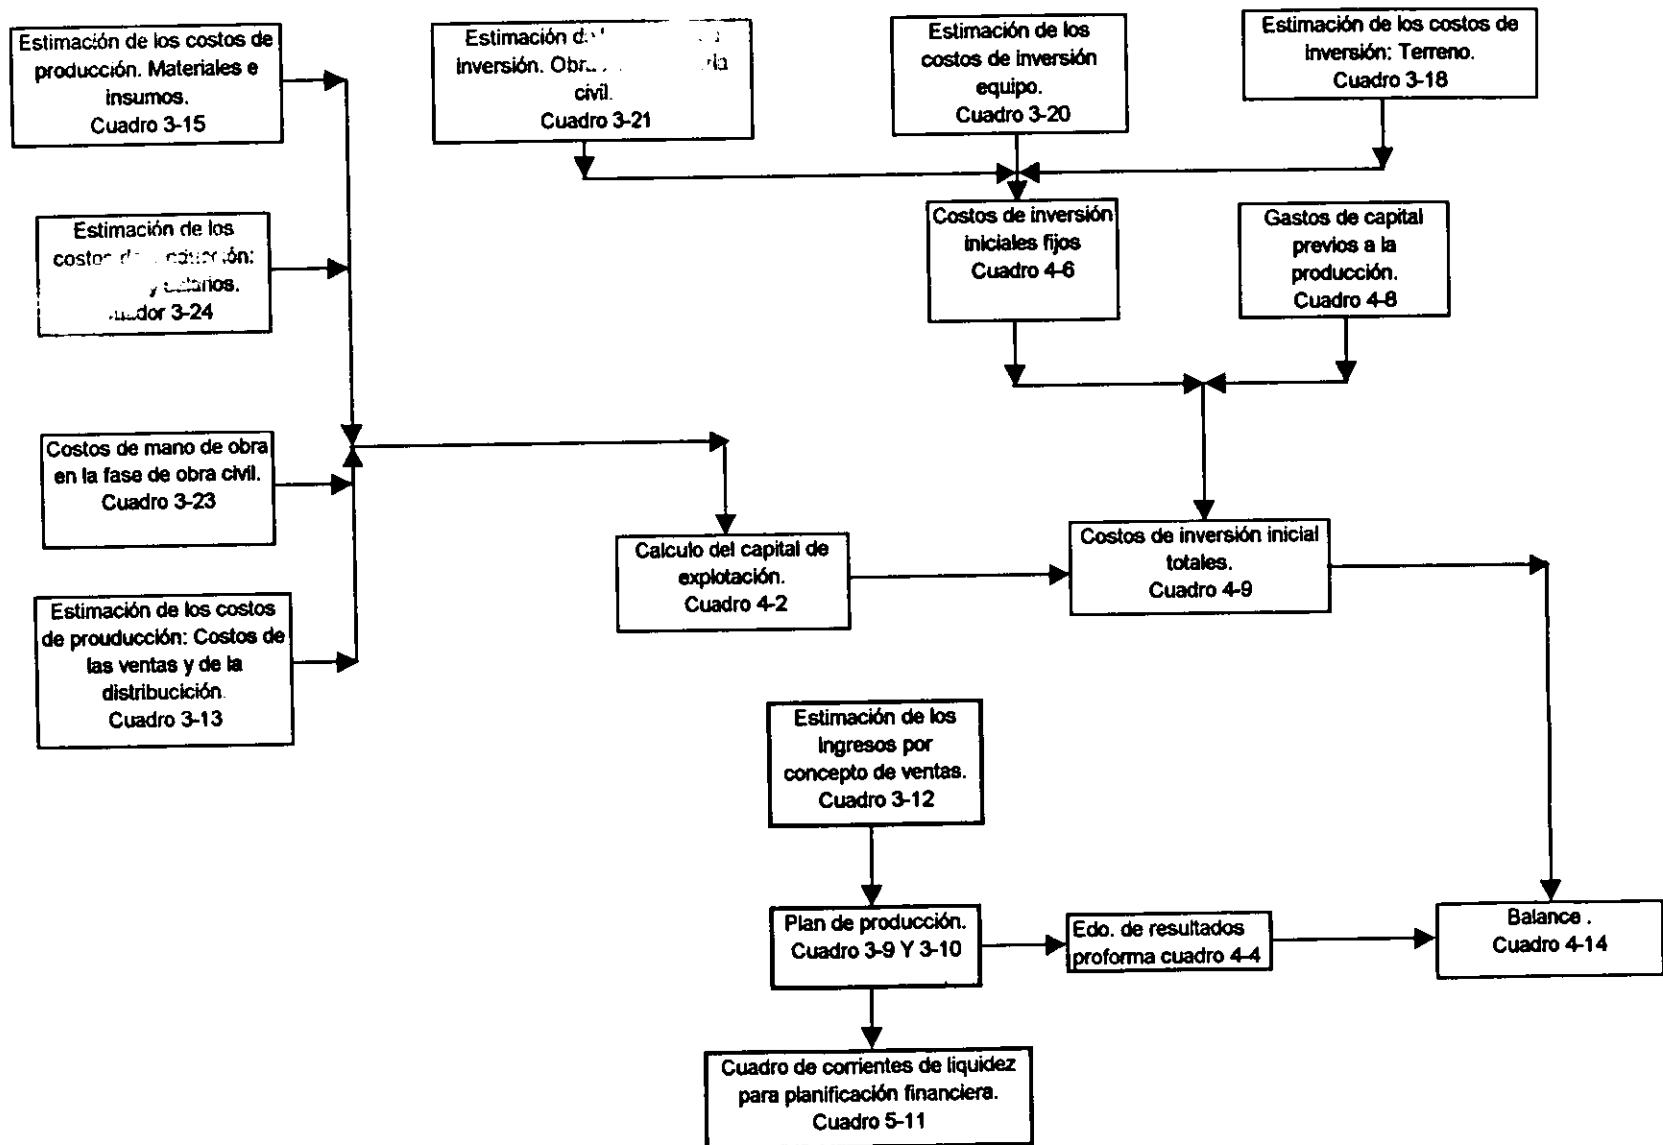 Estimación de los costos de
producción. Materiales e
insumos.
Cuadro 3-15
Estimación
inversión.
civil.
Cuadro 3-21
Estimación de los
costos de inversión
equipo.
Cuadro 3-20
Estimación de los costos de
inversión: Terreno.
Cuadro 3-18
Estimación de los
costos
y salarios.
3-24
Costos de inversión
iniciales fijos
Cuadro 4-6
Gastos de capital
previos a la
producción.
Cuadro 4-8
Costos de mano de obra
en la fase de obra civil.
Cuadro 3-23
Calculo del capital de
explotación.
Cuadro 4-2
Costos de inversión inicial
totales.
Cuadro 4-9
Estimación de los costos
de prouducción: Costos de
las ventas y de la
distribucición.
Cuadro 3-13
Estimación de los
ingresos por
concepto de ventas.
Cuadro 3-12
Plan de producción.
Cuadro 3-9 Y 3-10
Edo. de resultados
proforma cuadro 4-4
Balance .
Cuadro 4-14
Cuadro de corrientes de liquidez
para planificación financiera.
Cuadro 5-11